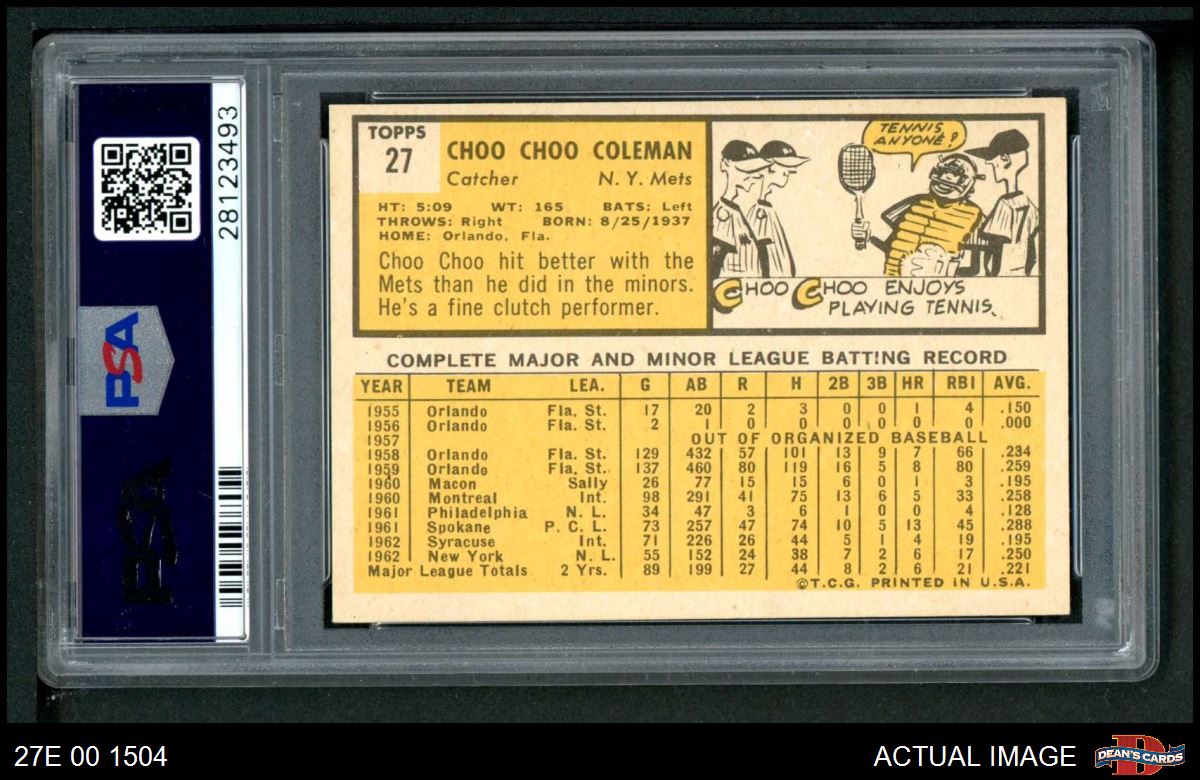 28123493
PSA
PSA
TOPPS
27
CHOO CHOO COLEMAN
Catcher N. Y. Mets
HT: 5:09 WT: 165 BATS: Left
THROWS: Right BORN: 8/25/1937
HOME: Orlando, Fla.
Choo Choo hit better with the
Mets than he did in the minors.
He's a fine clutch performer.
TENNIS,
ANYONE?
CHOO CHOO ENJOYS
PLAYING TENNIS.
COMPLETE MAJOR AND MINOR LEAGUE BATTING RECORD
YEAR TEAM LEA. G AB R H 2B 3B HR RBI AVG.
1955 Orlando Fla. St. 17 20 2 3 0 0 1 4 .150
1956 Orlando Fla. St. 2 1 0 0 0 0 0 0 .000
1957 OUT OF ORGANIZED BASEBALL
1958 Orlando Fla. St. 129 432 57 101 13 9 7 66 .234
1959 Orlando Fla. St. 137 460 80 119 16 5 8 80 .259
1960 Macon Sally 26 77 15 15 6 0 1 3 .195
1960 Montreal Int. 98 291 41 75 13 6 5 33 .258
1961 Philadelphia N. L. 34 47 3 6 1 0 0 4 .128
1961 Spokane P. C. L. 73 257 47 74 10 5 13 45 .288
1962 Syracuse Int. 71 226 26 44 5 1 4 19 .195
1962 New York N. L. 55 152 24 38 7 2 6 17 .250
Major League Totals 2 Yrs. 89 199 27 44 8 2 6 21 .221
©T.C.G. PRINTED IN U.S.A.
27E 00 1504
ACTUAL IMAGE
D
DEAN'S CARDS